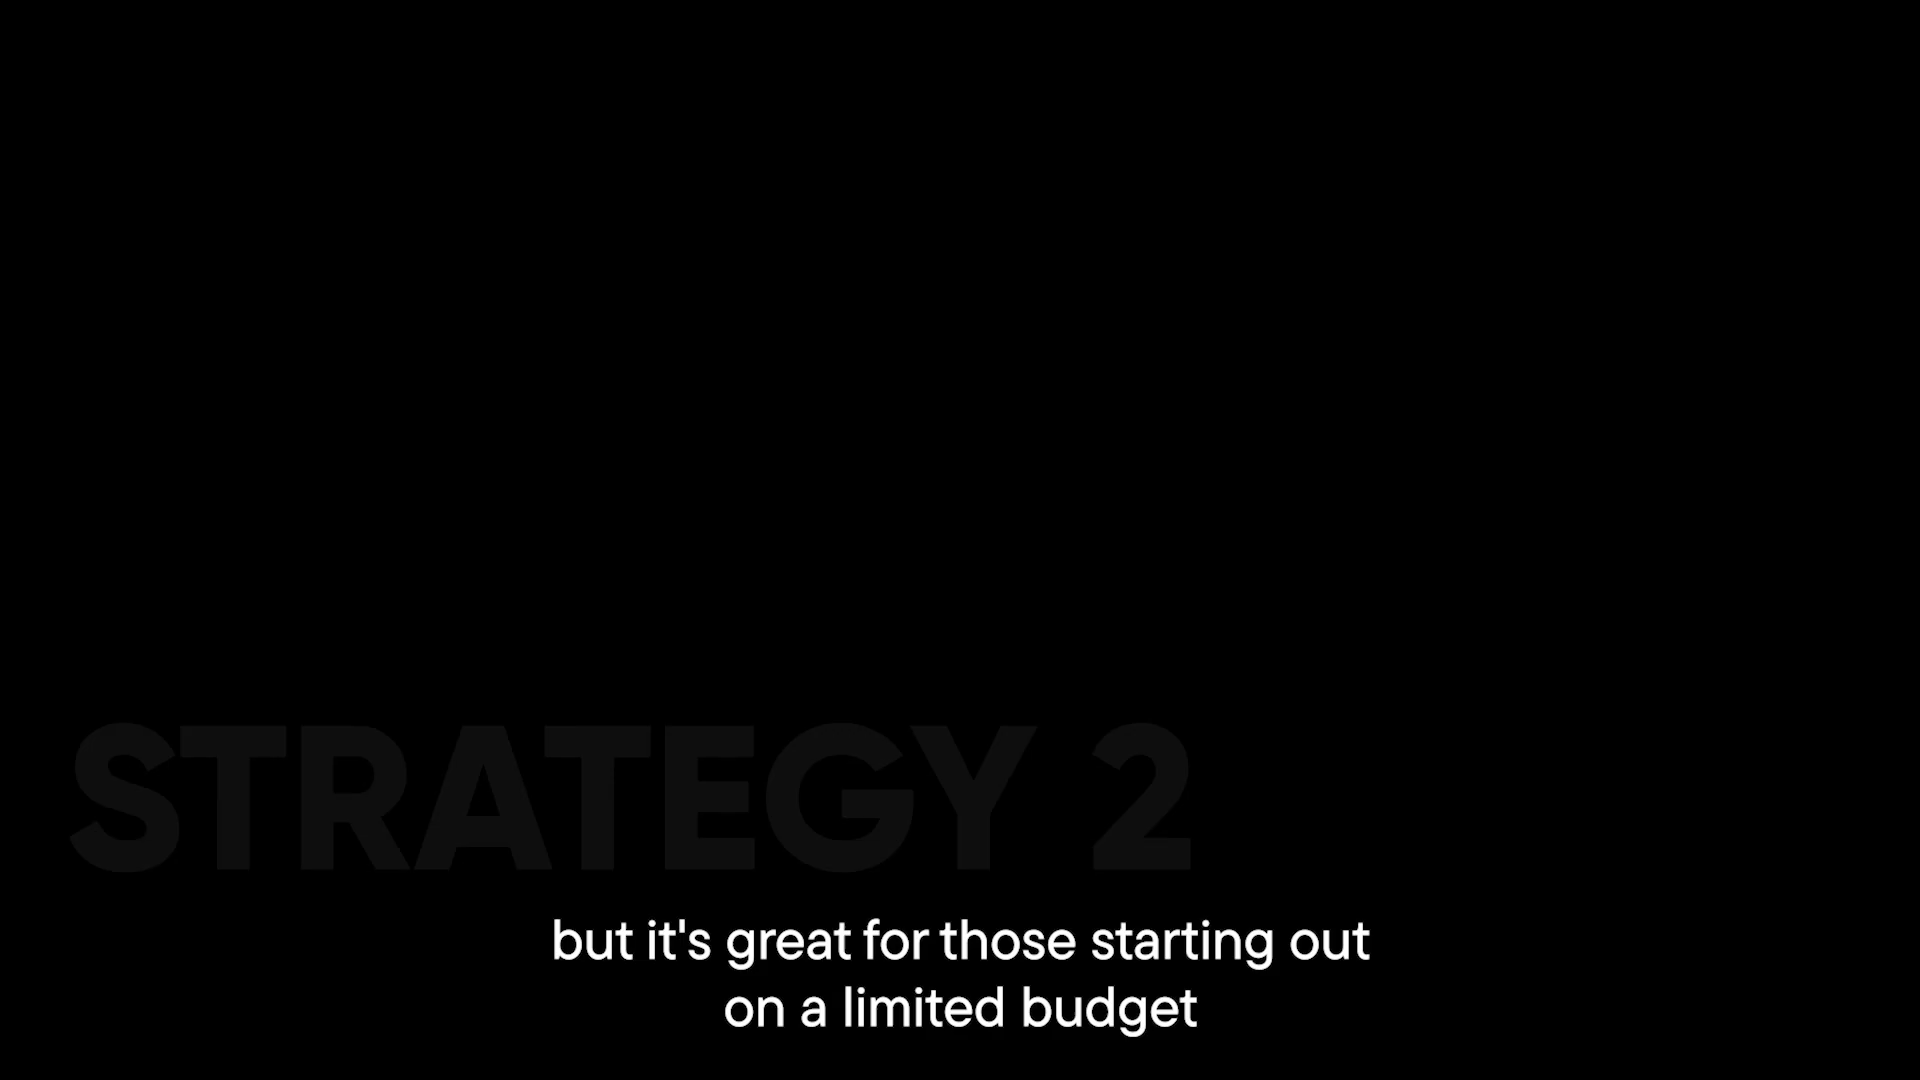 STRATEGY 2
but it's great for those starting out
on a limited budget